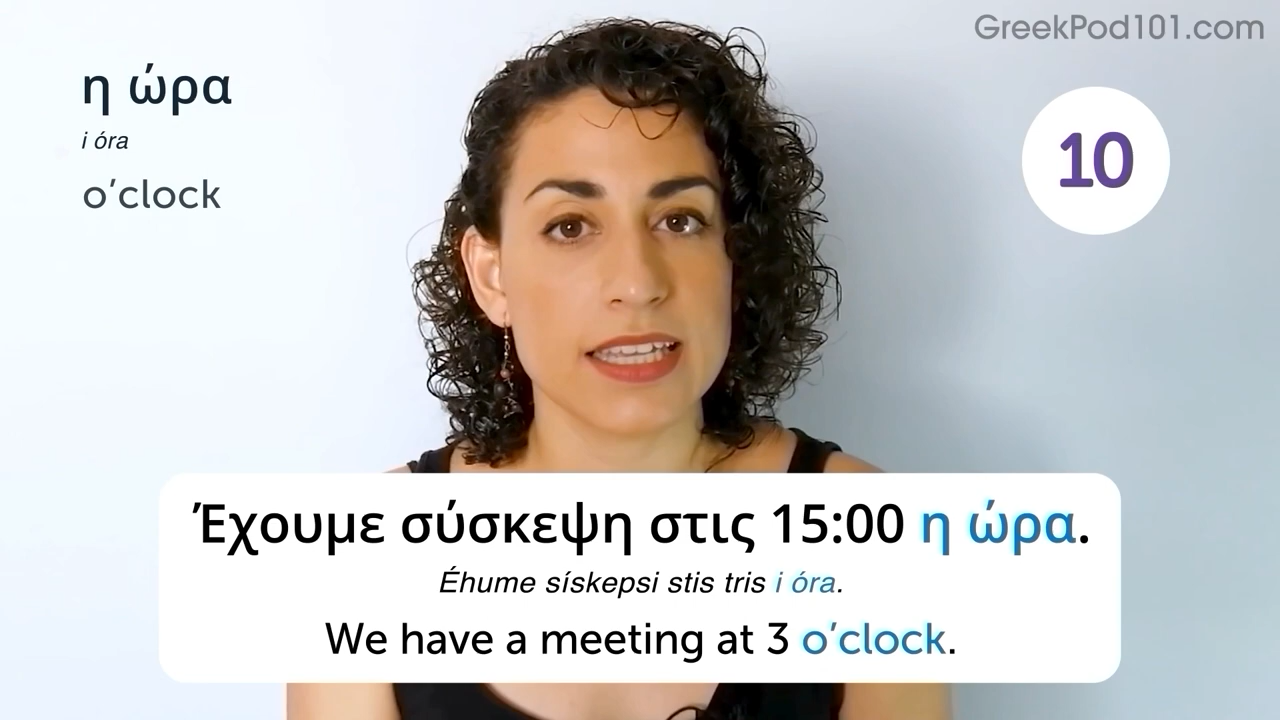 GreekPod101.com
η ώρα
i óra
o'clock
10
Έχουμε σύσκεψη στις 15:00 η ώρα.
Éhume sískepsi stis tris i óra.
We have a meeting at 3 o'clock.